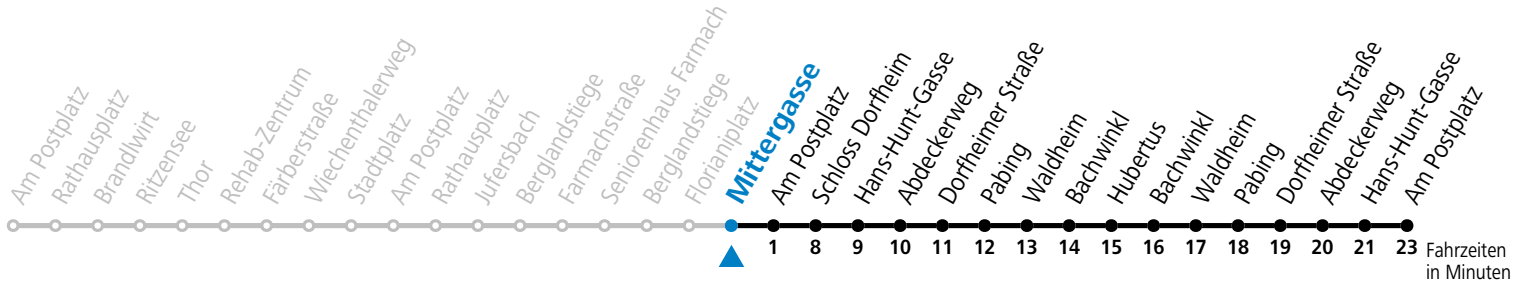 Am Postplatz
Rathausplatz
Brandlwirt
Ritzensee
Thor
Rehab-Zentrum
Färberstraße
Wiechenthalerweg
Stadtplatz
Am Postplatz
Rathausplatz
Jufersbach
Berglandstiege
Farmachstraße
Seniorenhaus Farmach
Berglandstiege
Florianiplatz
Mittergasse
Am Postplatz
Schloss Dorfheim
Hans-Hunt-Gasse
Abdeckerweg
Dorfheimer Straße
Pabing
Waldheim
Bachwinkl
Hubertus
Bachwinkl
Waldheim
Pabing
Dorfheimer Straße
Abdeckerweg
Hans-Hunt-Gasse
Am Postplatz
1 8 9 10 11 12 13 14 15 16 17 18 19 20 21 23
Fahrzeiten
in Minuten